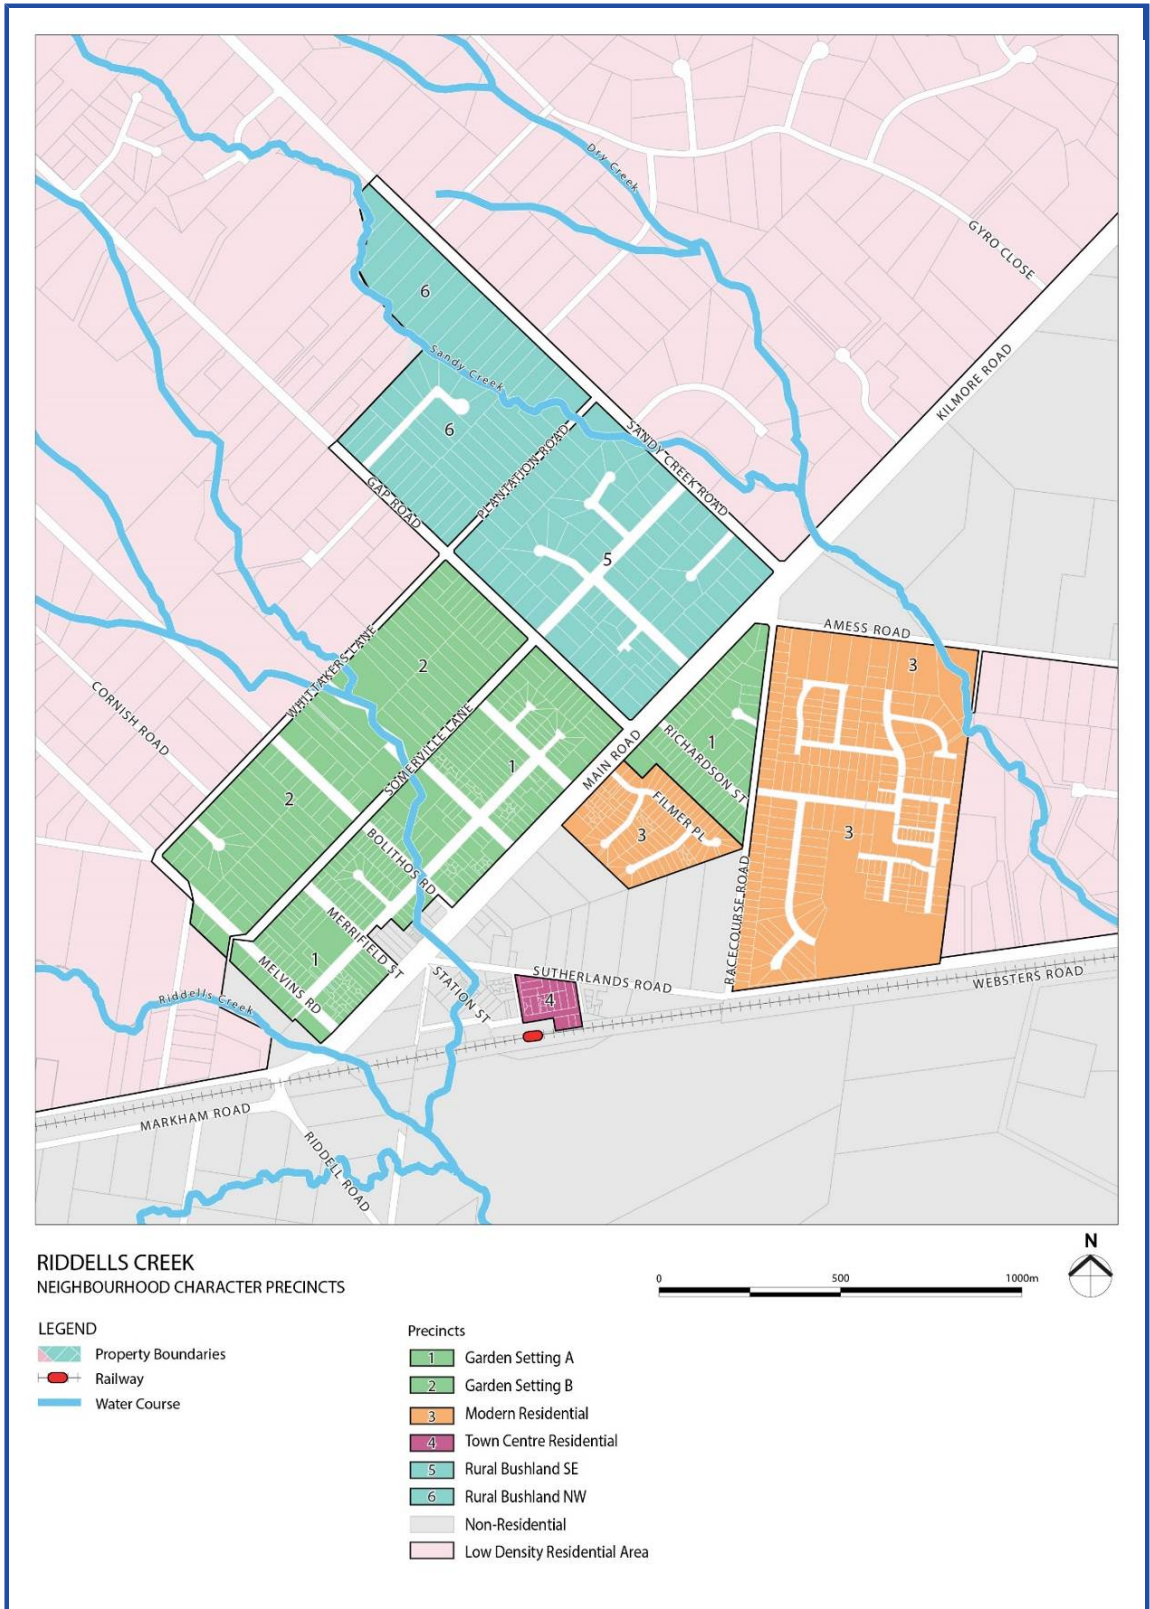 Dry Creek
GYRO CLOSE
6
Sandy Creek
KILMORE ROAD
6
PLANTATION ROAD
SANDY CREEK ROAD
GAP ROAD
5
AMESS ROAD
WHITTAKERS LANE
2
3
CORNISH ROAD
SOMERVILLE LANE
1
MAIN ROAD
RICHARDSON ST
1
2
FILMER PL
3
3
BOLITHOS RD
RACECOURSE ROAD
MERRIFIELD ST
1
MELVINS RD
STATION ST
SUTHERLANDS ROAD
WEBSTERS ROAD
Riddells Creek
4
MARKHAM ROAD
RIDDELL ROAD
RIDDELLS CREEK
NEIGHBOURHOOD CHARACTER PRECINCTS
N
0 500 1000m
LEGEND
Property Boundaries
Railway
Water Course
Precincts
1 Garden Setting A
2 Garden Setting B
3 Modern Residential
4 Town Centre Residential
5 Rural Bushland SE
6 Rural Bushland NW
Non-Residential
Low Density Residential Area